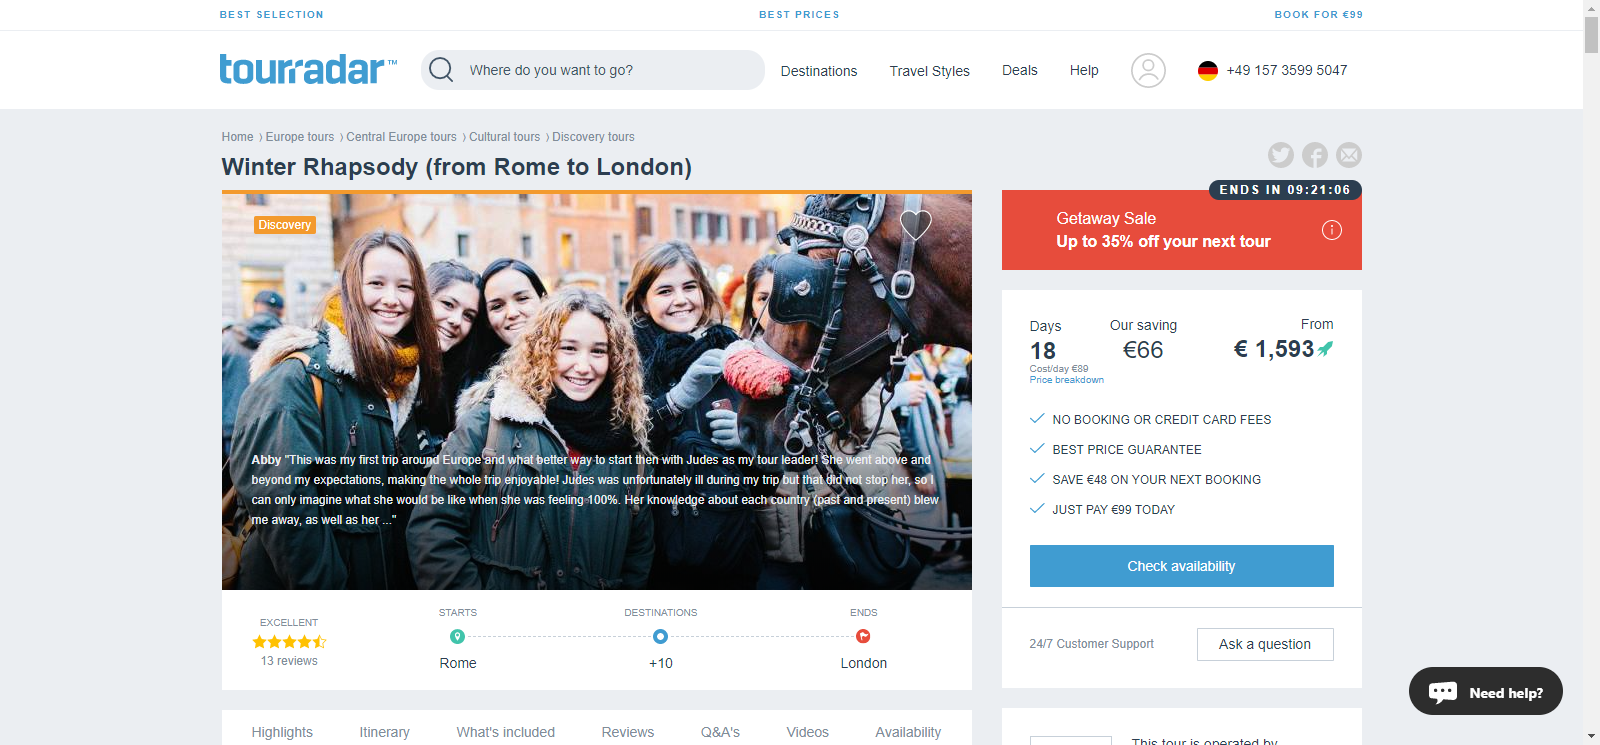 BEST SELECTION
BEST PRICES
BOOK FOR €99
tourradar™
Where do you want to go?
Destinations
Travel Styles
Deals
Help
+49 157 3599 5047
Home › Europe tours › Central Europe tours › Cultural tours › Discovery tours
Winter Rhapsody (from Rome to London)
Discovery
Abby "This was my first trip around Europe and what better way to start then with Judes as my tour leader! She went above and
beyond my expectations, making the whole trip enjoyable! Judes was unfortunately ill during my trip but that did not stop her, so I
can only imagine what she would be like when she was feeling 100%. Her knowledge about each country (past and present) blew
me away, as well as her ..."
EXCELLENT
13 reviews
STARTS
Rome
DESTINATIONS
+10
ENDS
London
Highlights
Itinerary
What's included
Reviews
Q&A's
Videos
Availability
ENDS IN 09:21:06
Getaway Sale
Up to 35% off your next tour
Days
18
Cost/day €89
Price breakdown
Our saving
€66
From
€ 1,593
NO BOOKING OR CREDIT CARD FEES
BEST PRICE GUARANTEE
SAVE €48 ON YOUR NEXT BOOKING
JUST PAY €99 TODAY
Check availability
24/7 Customer Support
Ask a question
This tour is operated by
Need help?